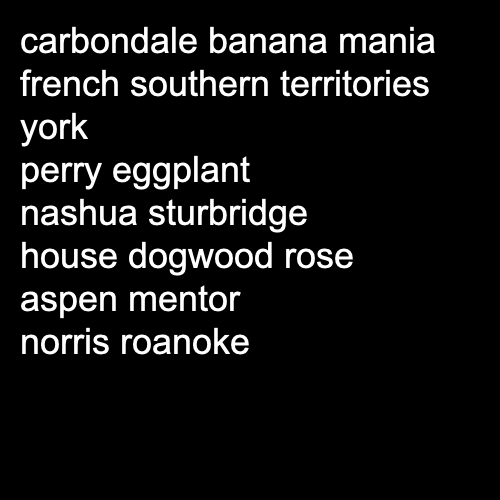 carbondale banana mania
french southern territories
york
perry eggplant
nashua sturbridge
house dogwood rose
aspen mentor
norris roanoke